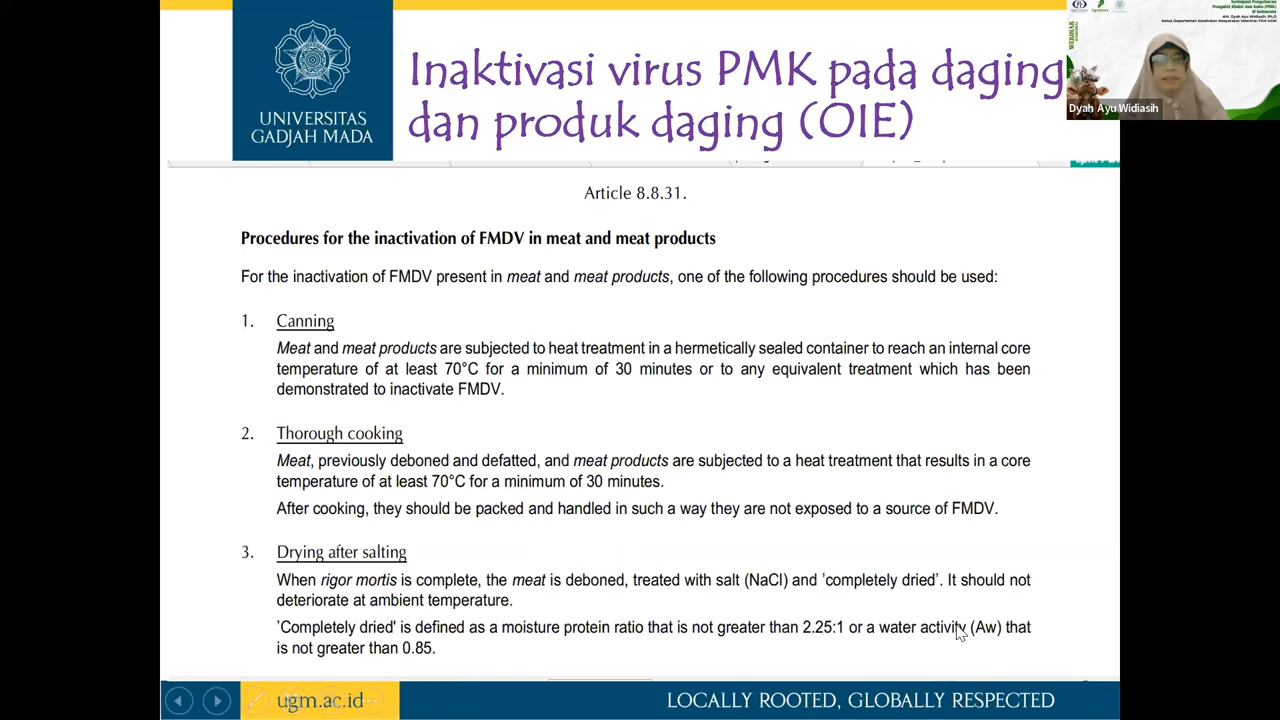 UNIVERSITAS
GADJAH MADA
Inaktivasi virus PMK pada daging
dan produk daging (OIE)
Dyah Ayu Widiasih
Article 8.8.31.
Procedures for the inactivation of FMDV in meat and meat products
For the inactivation of FMDV present in meat and meat products, one of the following procedures should be used:
1. Canning
Meat and meat products are subjected to heat treatment in a hermetically sealed container to reach an internal core
temperature of at least 70°C for a minimum of 30 minutes or to any equivalent treatment which has been
demonstrated to inactivate FMDV.
2. Thorough cooking
Meat, previously deboned and defatted, and meat products are subjected to a heat treatment that results in a core
temperature of at least 70°C for a minimum of 30 minutes.
After cooking, they should be packed and handled in such a way they are not exposed to a source of FMDV.
3. Drying after salting
When rigor mortis is complete, the meat is deboned, treated with salt (NaCl) and 'completely dried'. It should not
deteriorate at ambient temperature.
'Completely dried' is defined as a moisture protein ratio that is not greater than 2.25:1 or a water activity (Aw) that
is not greater than 0.85.
ugm.ac.id
LOCALLY ROOTED, GLOBALLY RESPECTED